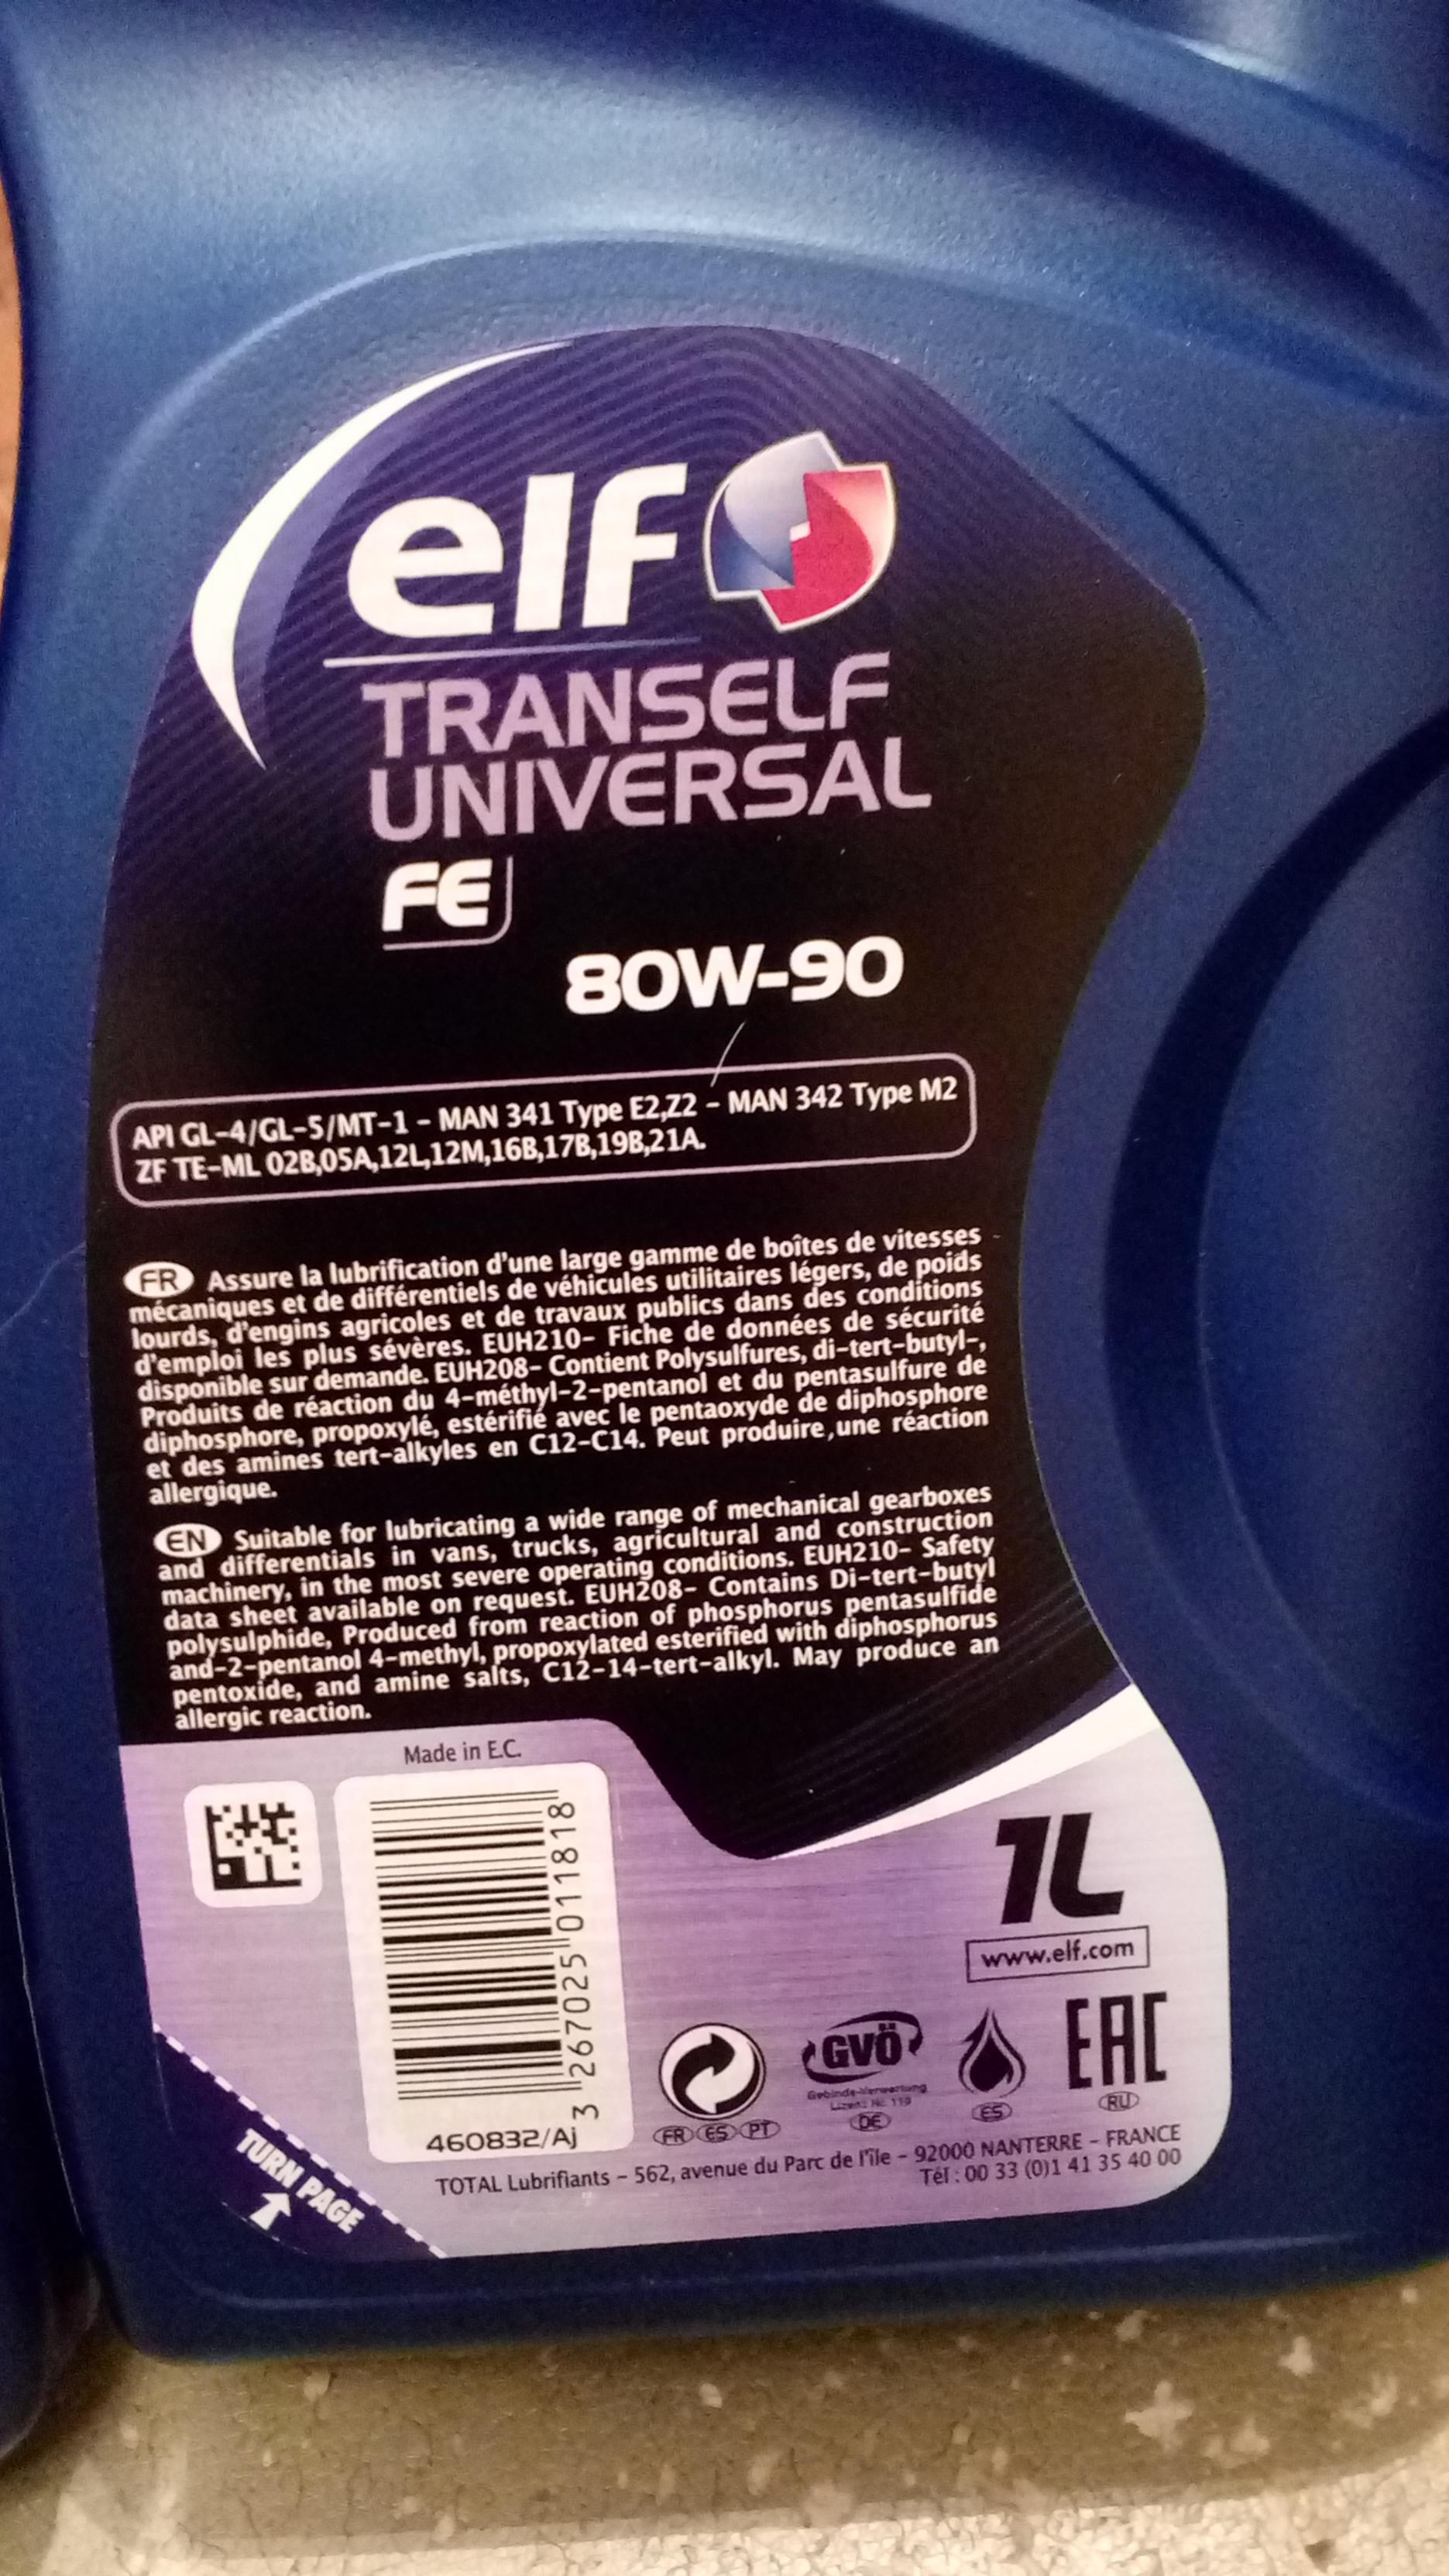 elf
TRANSELF
UNIVERSAL
FE
80W-90
API GL-4/GL-5/MT-1 - MAN 341 Type E2,Z2 - MAN 342 Type M2
ZF TE-ML 02B,05A,12L,12M,16B,17B,19B,21A.
FR Assure la lubrification d'une large gamme de boîtes de vitesses
mécaniques et de différentiels de véhicules utilitaires légers, de poids
lourds, d'engins agricoles et de travaux publics dans des conditions
d'emploi les plus sévères. EUH210- Fiche de données de sécurité
disponible sur demande. EUH208- Contient Polysulfures, di-tert-butyl-,
Produits de réaction du 4-méthyl-2-pentanol et du pentasulfure de
diphosphore, propoxylé, estérifié avec le pentaoxyde de diphosphore
et des amines tert-alkyles en C12-C14. Peut produire,une réaction
allergique.
EN Suitable for lubricating a wide range of mechanical gearboxes
and differentials in vans, trucks, agricultural and construction
machinery, in the most severe operating conditions. EUH210- Safety
data sheet available on request. EUH208- Contains Di-tert-butyl
polysulphide, Produced from reaction of phosphorus pentasulfide
and-2-pentanol 4-methyl, propoxylated esterified with diphosphorus
pentoxide, and amine salts, C12-14-tert-alkyl. May produce an
allergic reaction.
Made in E.C.
3 267025 011818
460832/Aj
1L
www.elf.com
GVÖ
Gebinde-Verwertung
Lizenz Nr. 119
EAC
FR ES PT
DE
ES
RU
TOTAL Lubrifiants - 562, avenue du Parc de l'île - 92000 NANTERRE - FRANCE
Tél : 00 33 (0)1 41 35 40 00
TURN PAGE